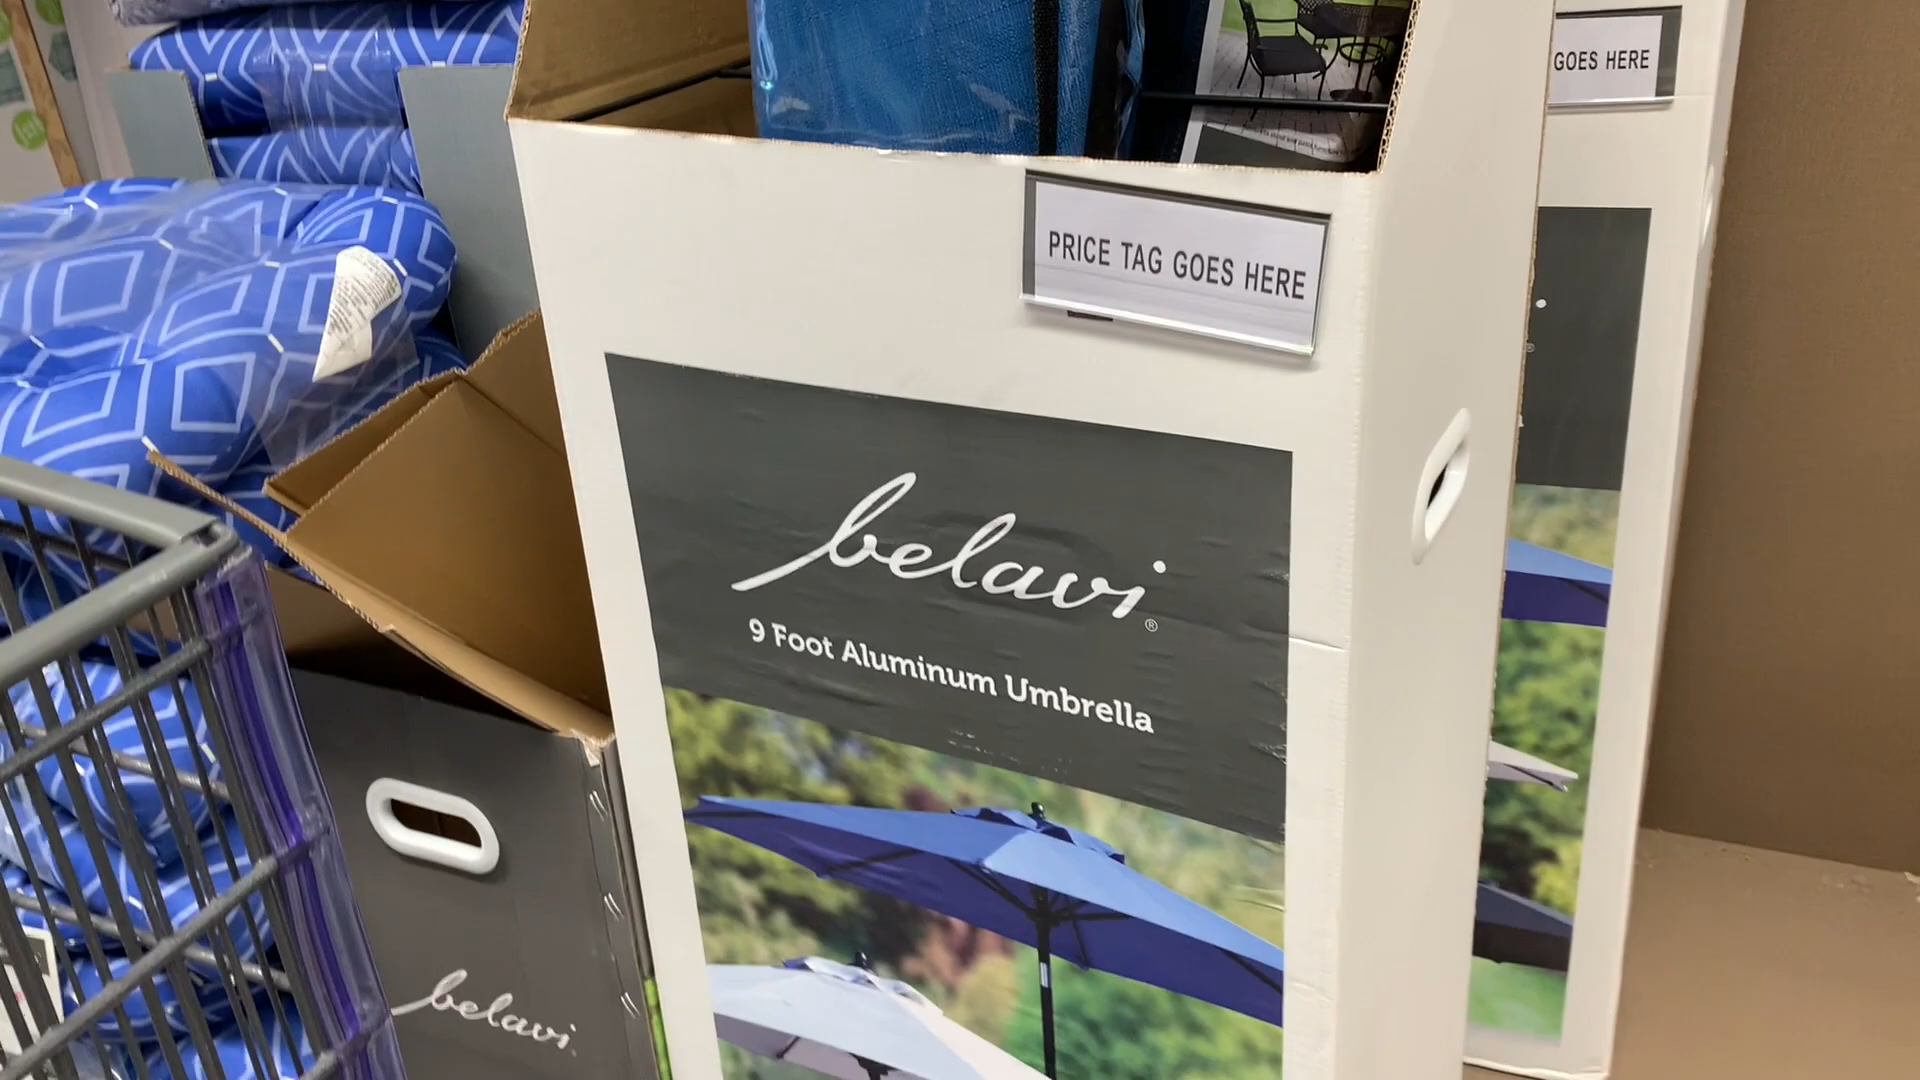 GOES HERE
PRICE TAG GOES HERE
belavi®
9 Foot Aluminum Umbrella
belavi